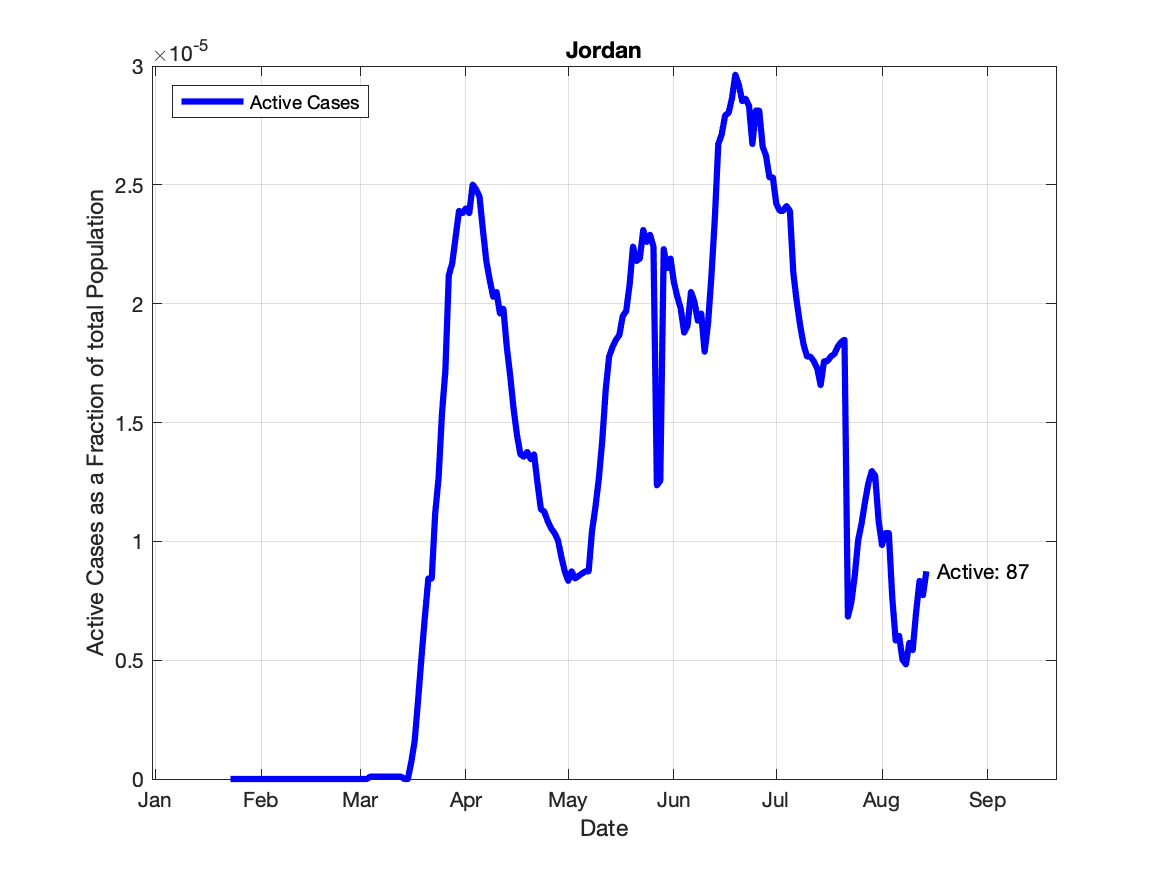 Jordan
×10-5
Active Cases
3
2.5
2
1.5
1
0.5
0
Active Cases as a Fraction of total Population
Active: 87
Jan Feb Mar Apr May Jun Jul Aug Sep
Date